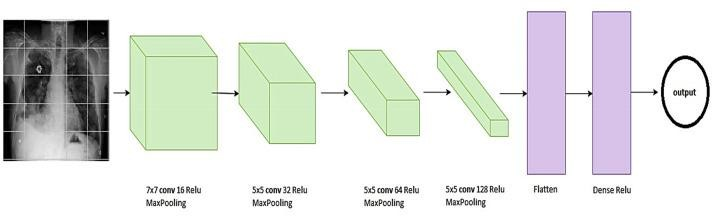 output
7x7 conv 16 Relu
MaxPooling
5x5 conv 32 Relu
MaxPooling
5x5 conv 64 Relu
MaxPooling
5x5 conv 128 Relu
MaxPooling
Flatten
Dense Relu